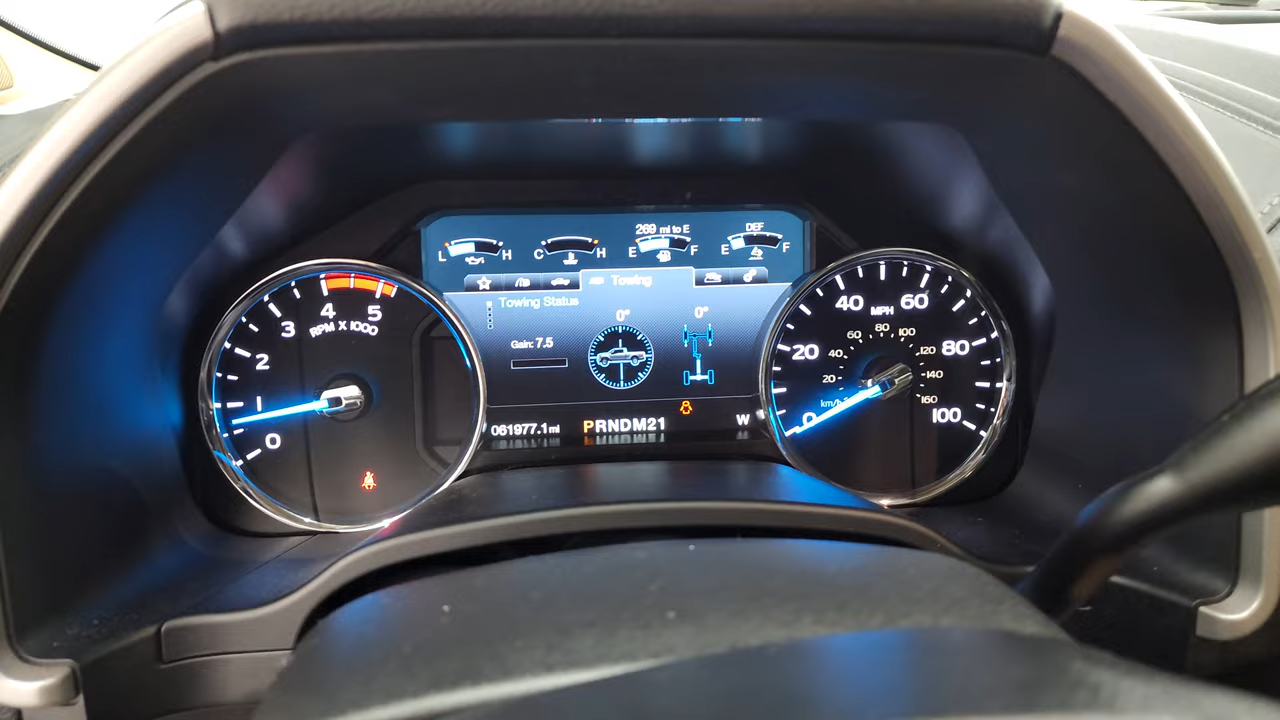 269 mi to E
DEF
L H
C H
E F
E F
Towing
Towing Status
0°
0°
Gain: 7.5
061977.1 mi
PRNDM21
W
0
1
2
3
4
5
RPM X 1000
0
20
40
60
80
100
MPH
20
40
60
80
100
120
140
160
km/h